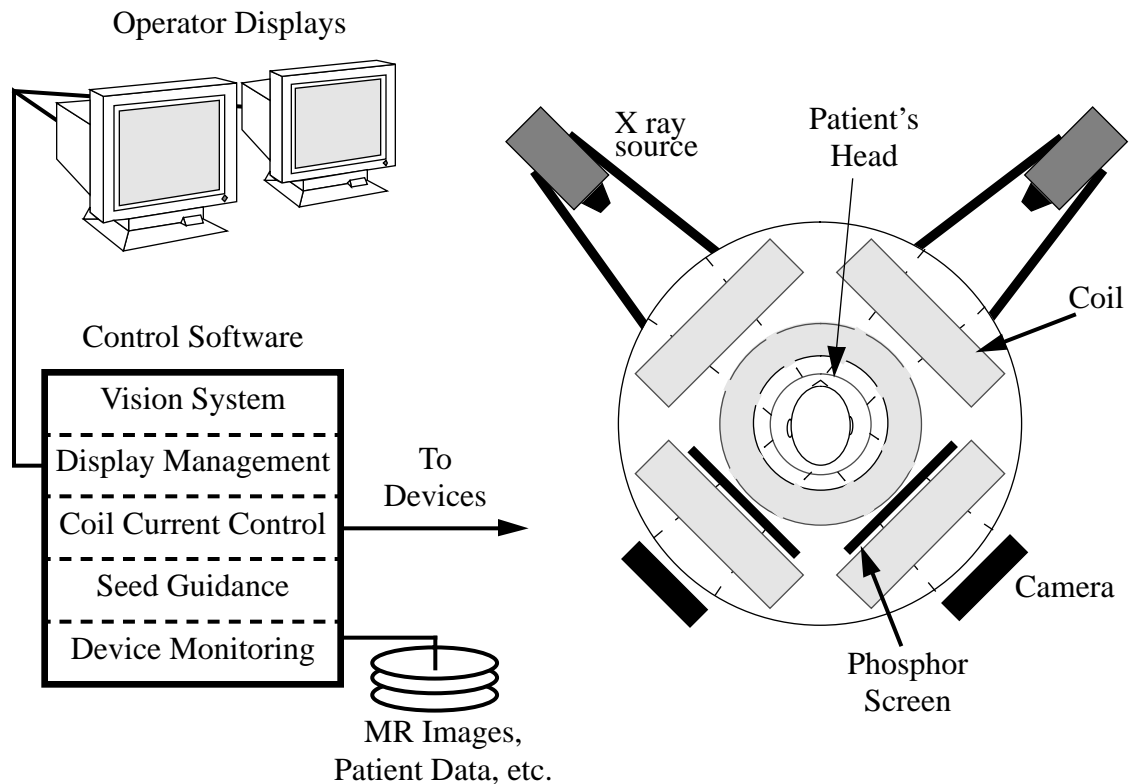 Operator Displays
X ray
source
Patient's
Head
Coil
Control Software
Vision System
Display Management
Coil Current Control
Seed Guidance
Device Monitoring
To
Devices
Camera
Phosphor
Screen
MR Images,
Patient Data, etc.